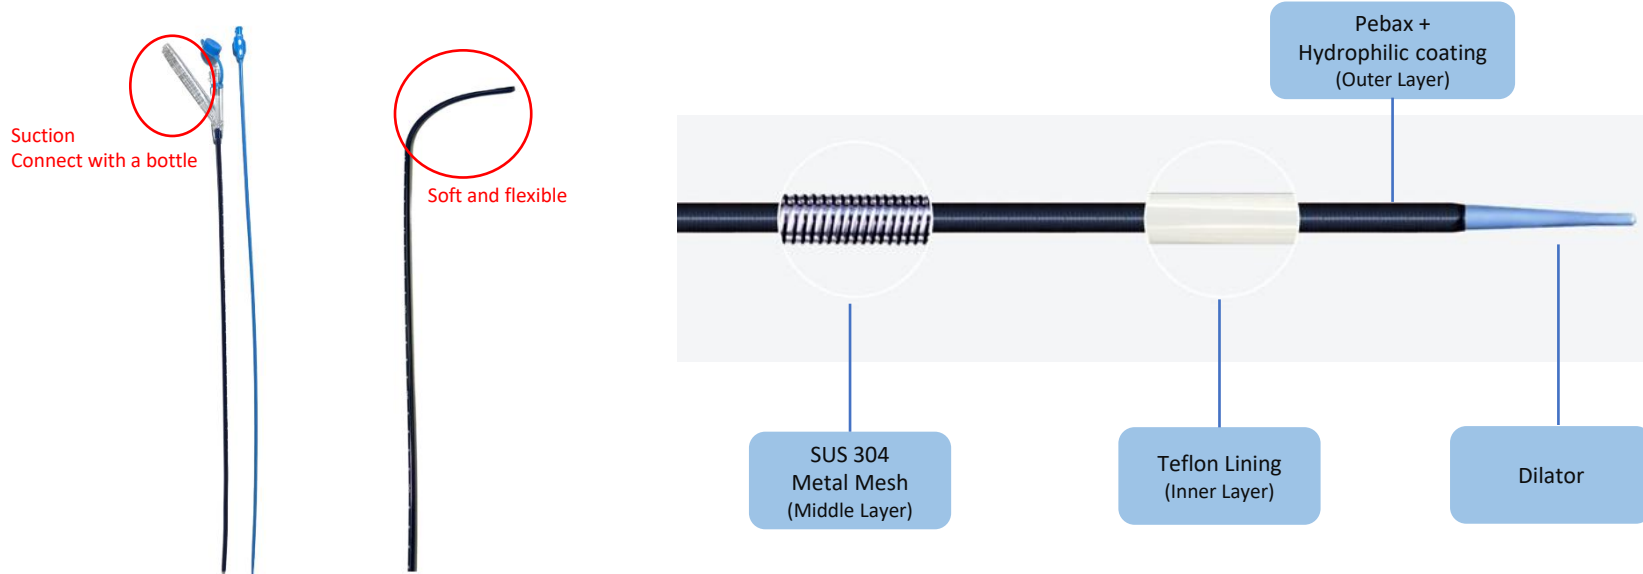 Suction
Connect with a bottle
Soft and flexible
Pebax +
Hydrophilic coating
(Outer Layer)
SUS 304
Metal Mesh
(Middle Layer)
Teflon Lining
(Inner Layer)
Dilator